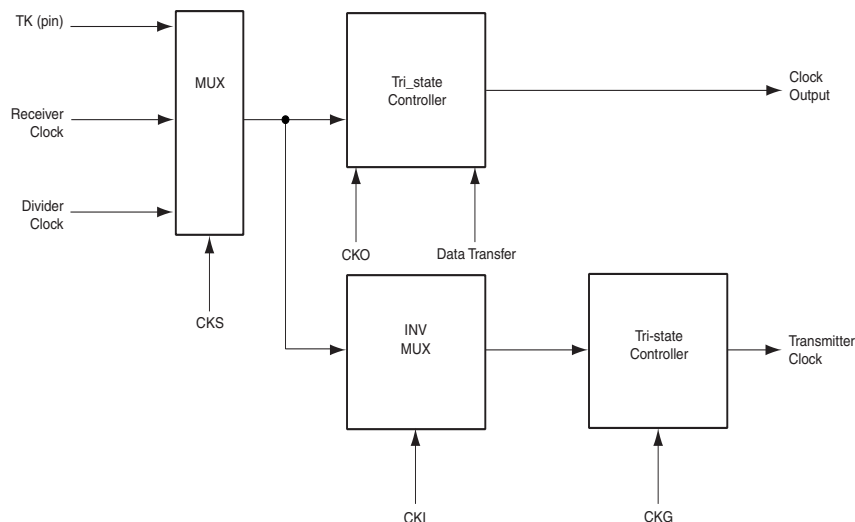 TK (pin)
MUX
Tri_state
Controller
Clock
Output
Receiver
Clock
Divider
Clock
CKO
Data Transfer
CKS
INV
MUX
Tri-state
Controller
Transmitter
Clock
CKI
CKG